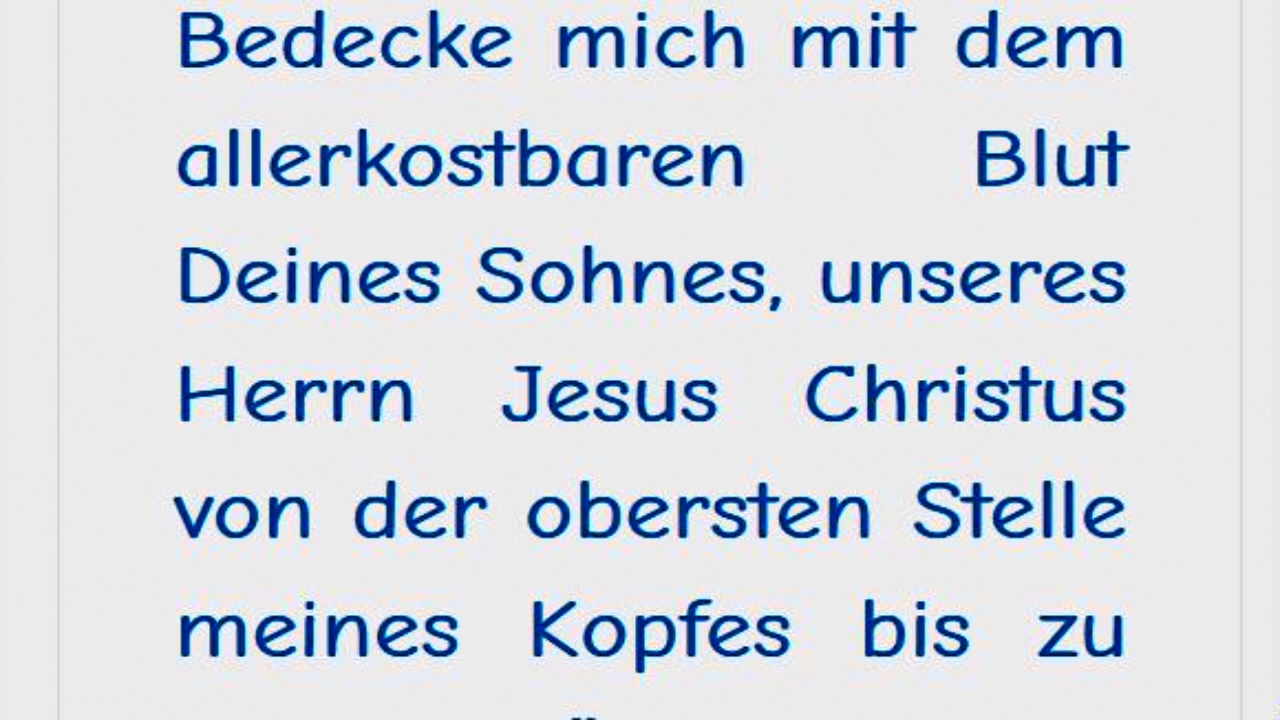 Bedecke mich mit dem
allerkostbaren Blut
Deines Sohnes, unseres
Herrn Jesus Christus
von der obersten Stelle
meines Kopfes bis zu